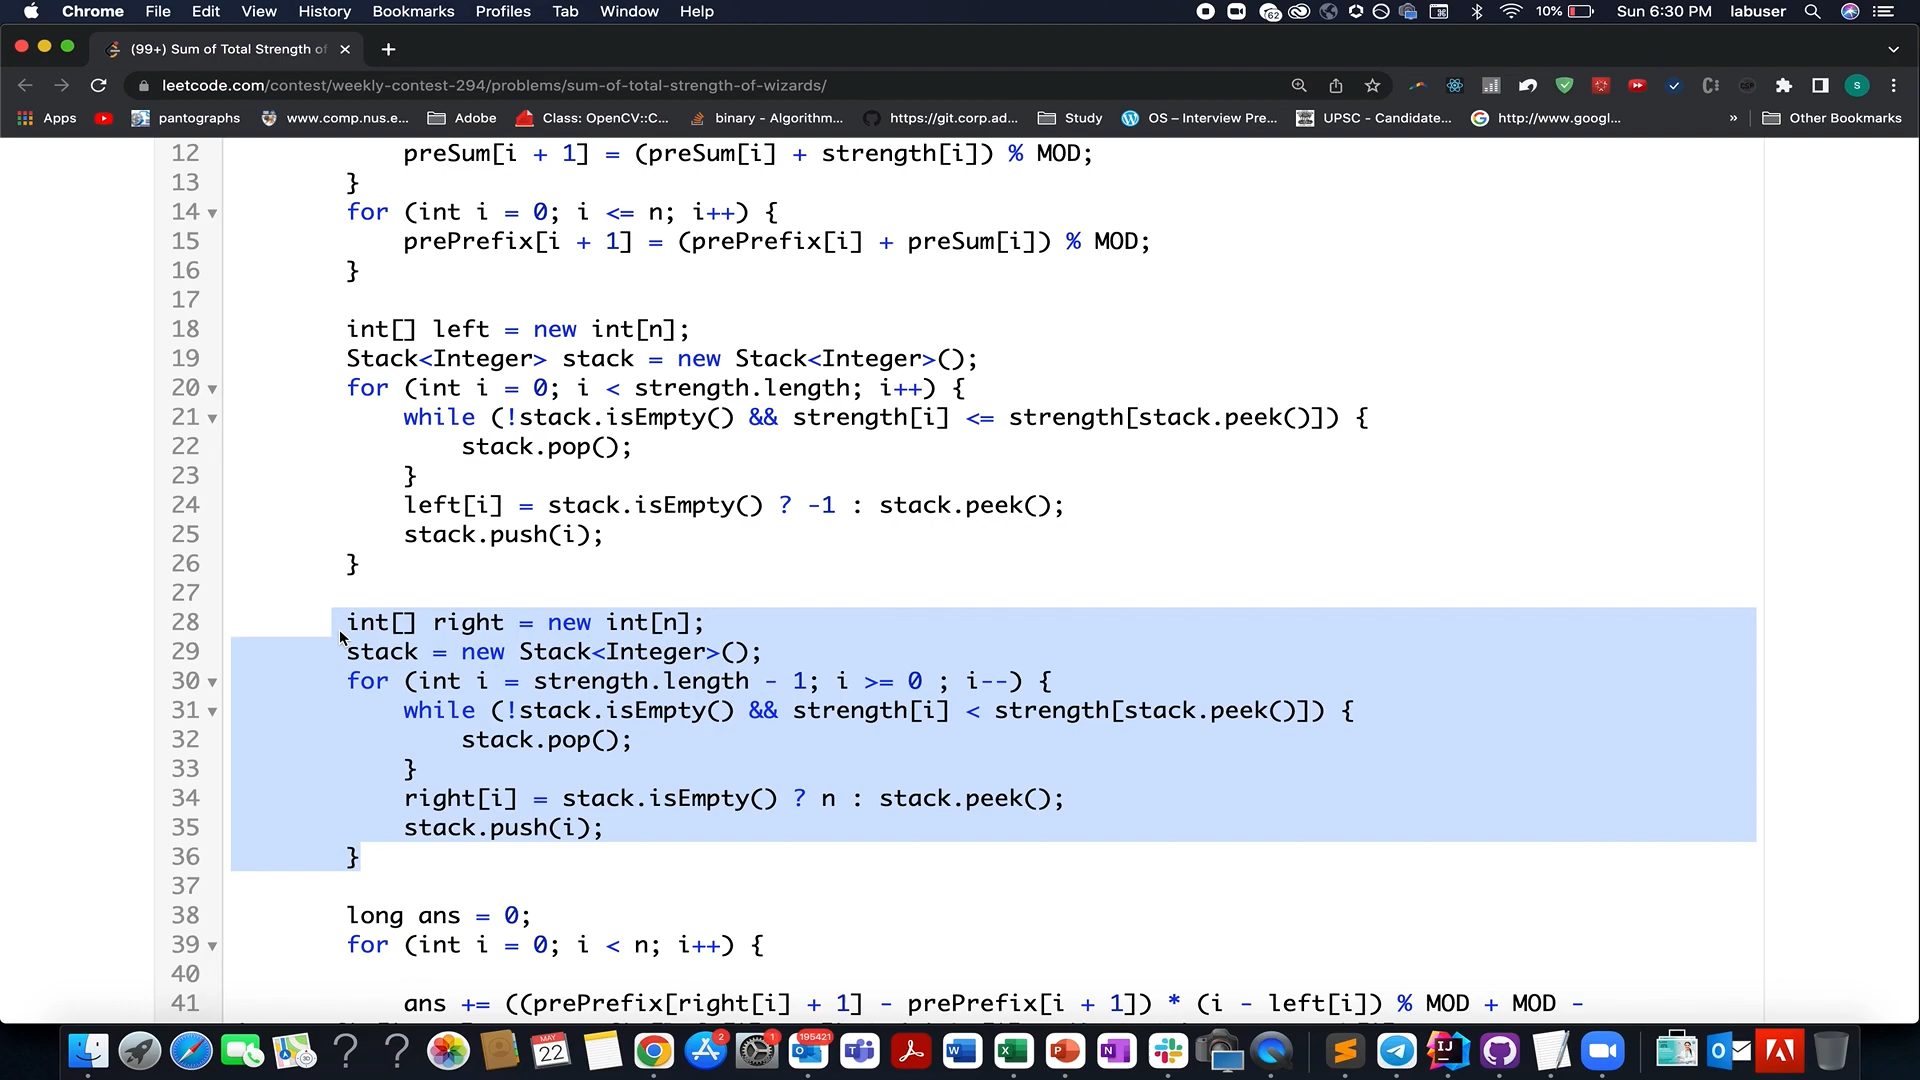 Chrome File Edit View History Bookmarks Profiles Tab Window Help 62 10% Sun 6:30 PM labuser
(99+) Sum of Total Strength of
leetcode.com/contest/weekly-contest-294/problems/sum-of-total-strength-of-wizards/
Apps pantographs www.comp.nus.e... Adobe Class: OpenCV::C... binary - Algorithm... https://git.corp.ad... Study OS – Interview Pre... UPSC - Candidate... http://www.googl... » Other Bookmarks
12 preSum[i + 1] = (preSum[i] + strength[i]) % MOD;
13 }
14 for (int i = 0; i <= n; i++) {
15 prePrefix[i + 1] = (prePrefix[i] + preSum[i]) % MOD;
16 }
17
18 int[] left = new int[n];
19 Stack<Integer> stack = new Stack<Integer>();
20 for (int i = 0; i < strength.length; i++) {
21 while (!stack.isEmpty() && strength[i] <= strength[stack.peek()]) {
22 stack.pop();
23 }
24 left[i] = stack.isEmpty() ? -1 : stack.peek();
25 stack.push(i);
26 }
27
28 int[] right = new int[n];
29 stack = new Stack<Integer>();
30 for (int i = strength.length - 1; i >= 0 ; i--) {
31 while (!stack.isEmpty() && strength[i] < strength[stack.peek()]) {
32 stack.pop();
33 }
34 right[i] = stack.isEmpty() ? n : stack.peek();
35 stack.push(i);
36 }
37
38 long ans = 0;
39 for (int i = 0; i < n; i++) {
40
41 ans += ((prePrefix[right[i] + 1] - prePrefix[i + 1]) * (i - left[i]) % MOD + MOD -
MAY 22 2 1 195421